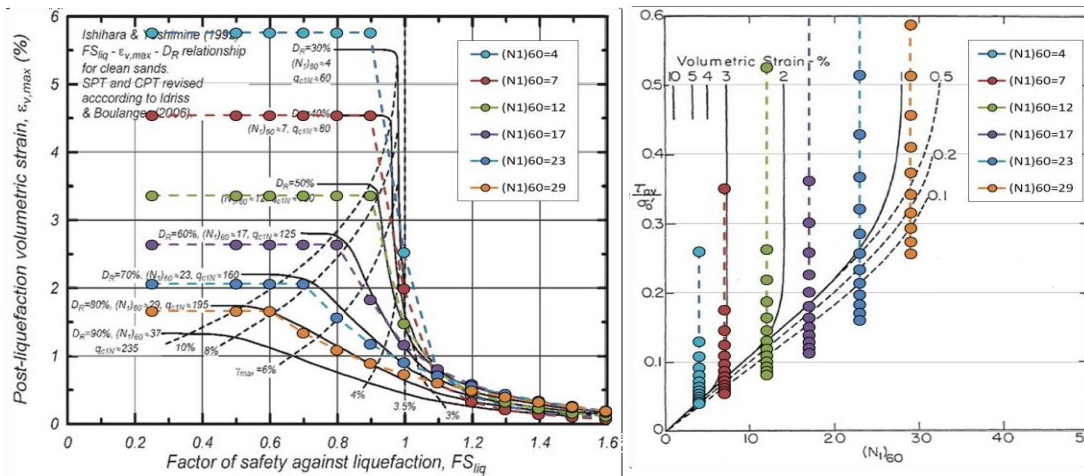 Post-liquefaction volumetric strain, εv,max (%)
6
5
4
3
2
1
0
Ishihara & Yoshimine (1992)
FSliq - εv,max - DR relationship
for clean sands.
SPT and CPT revised
acccording to Idriss
& Boulanger (2006)
DR=30%
(N1)60≈4
qc1N≈60
DR=40%
(N1)60≈7, qc1N≈80
DR=50%
DR=60%, (N1)60≈17, qc1N≈125
DR=70%, (N1)60≈23, qc1N≈160
DR=80%, (N1)60≈29, qc1N≈195
DR=90%, (N1)60≈37
qc1N≈235
10%
8%
γmax=6%
4%
3.5%
3%
(N1)60=4
(N1)60=7
(N1)60=12
(N1)60=17
(N1)60=23
(N1)60=29
0 0.2 0.4 0.6 0.8 1 1.2 1.4 1.6
Factor of safety against liquefaction, FSliq
0.6
0.5
0.4
0.3
0.2
0.1
0
Volumetric Strain - %
10 5 4 3 2 1 0.5
0.2
0.1
(N1)60=4
(N1)60=7
(N1)60=12
(N1)60=17
(N1)60=23
(N1)60=29
0 10 20 30 40 50
(N1)60